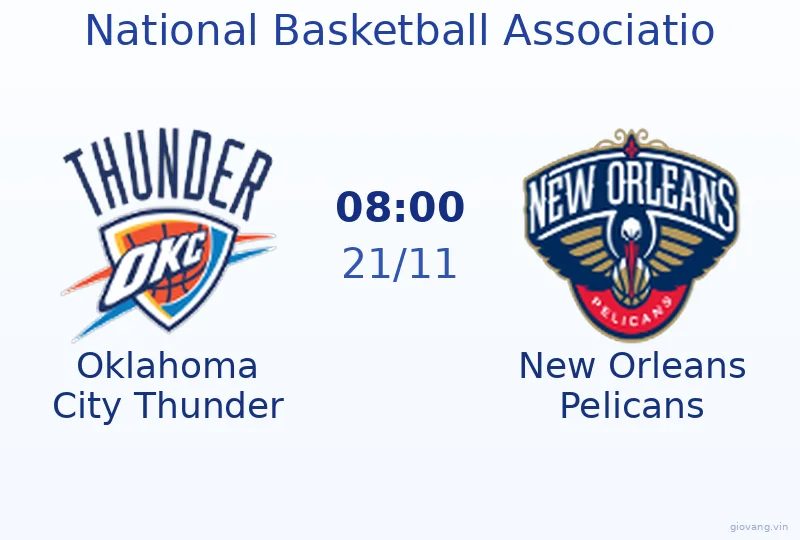 National Basketball Associatio
THUNDER
OKC
08:00
21/11
NEW ORLEANS
PELICANS
Oklahoma
City Thunder
New Orleans
Pelicans
giovang.vin